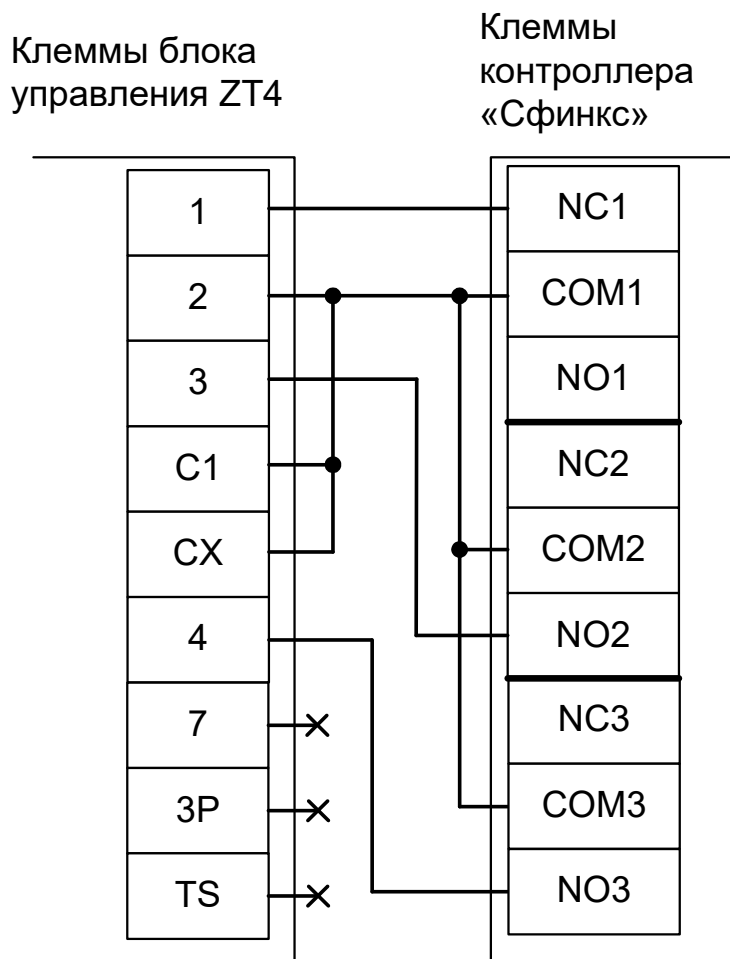 Клеммы блока
управления ZT4
Клеммы
контроллера
«Сфинкс»
1
2
3
C1
CX
4
7
3P
TS
NC1
COM1
NO1
NC2
COM2
NO2
NC3
COM3
NO3